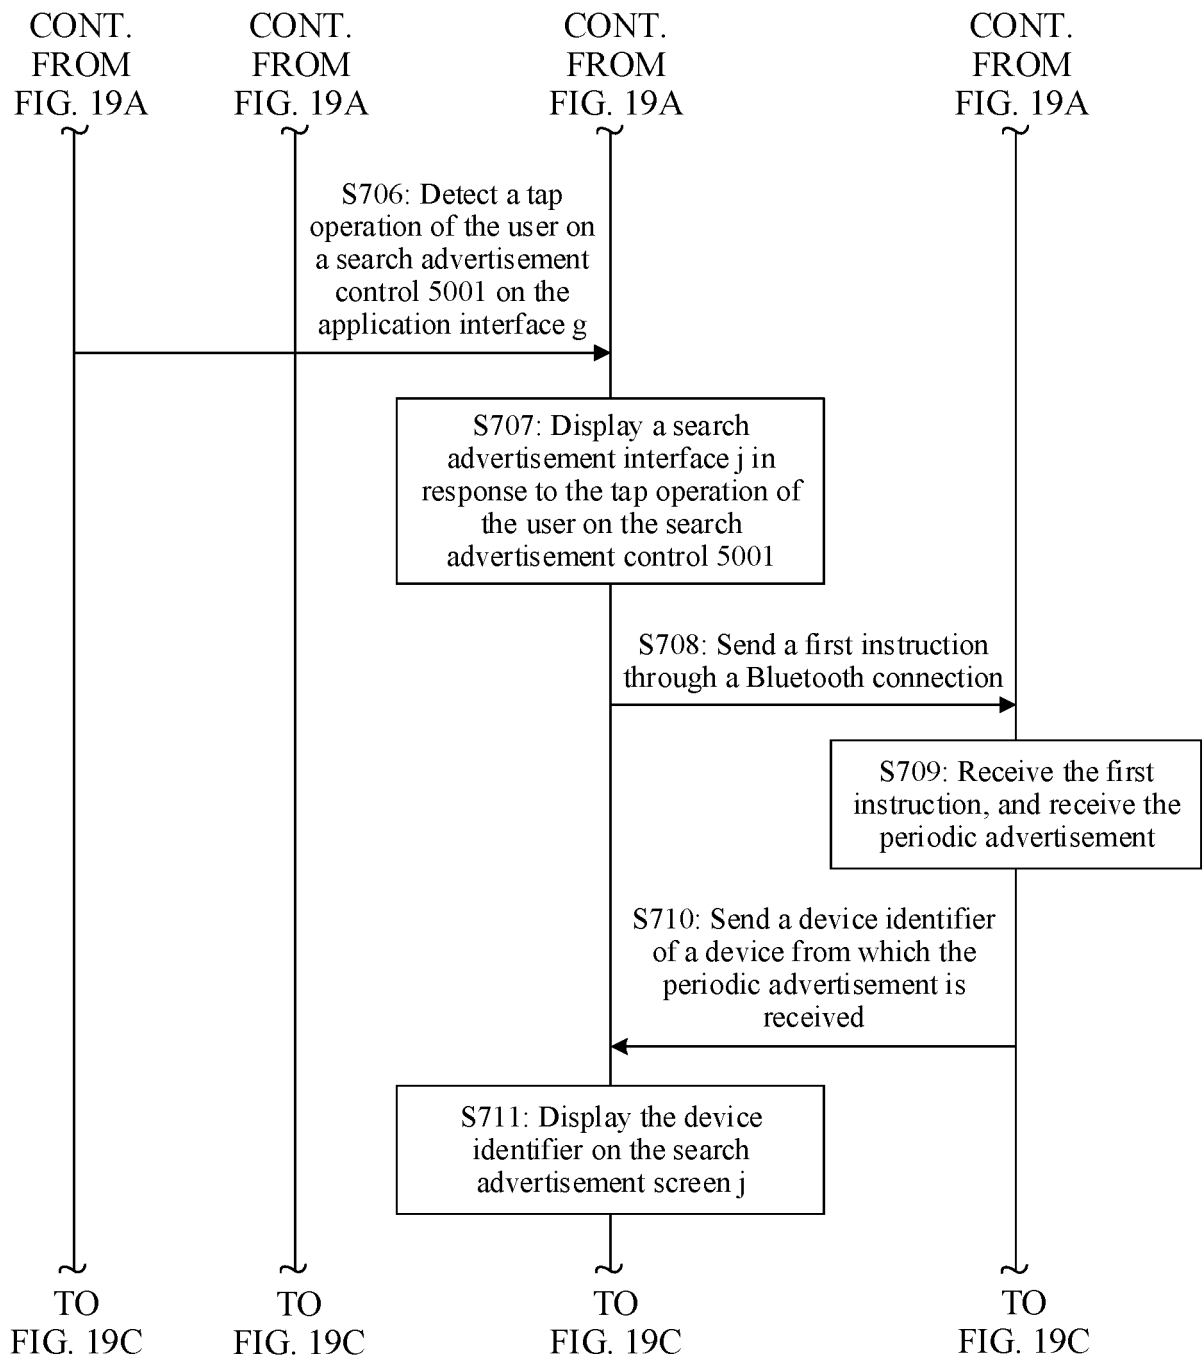 CONT.
FROM
FIG. 19A
CONT.
FROM
FIG. 19A
CONT.
FROM
FIG. 19A
CONT.
FROM
FIG. 19A
S706: Detect a tap
operation of the user on
a search advertisement
control 5001 on the
application interface g
S707: Display a search
advertisement interface j in
response to the tap operation of
the user on the search
advertisement control 5001
S708: Send a first instruction
through a Bluetooth connection
S709: Receive the first
instruction, and receive the
periodic advertisement
S710: Send a device identifier
of a device from which the
periodic advertisement is
received
S711: Display the device
identifier on the search
advertisement screen j
TO
FIG. 19C
TO
FIG. 19C
TO
FIG. 19C
TO
FIG. 19C